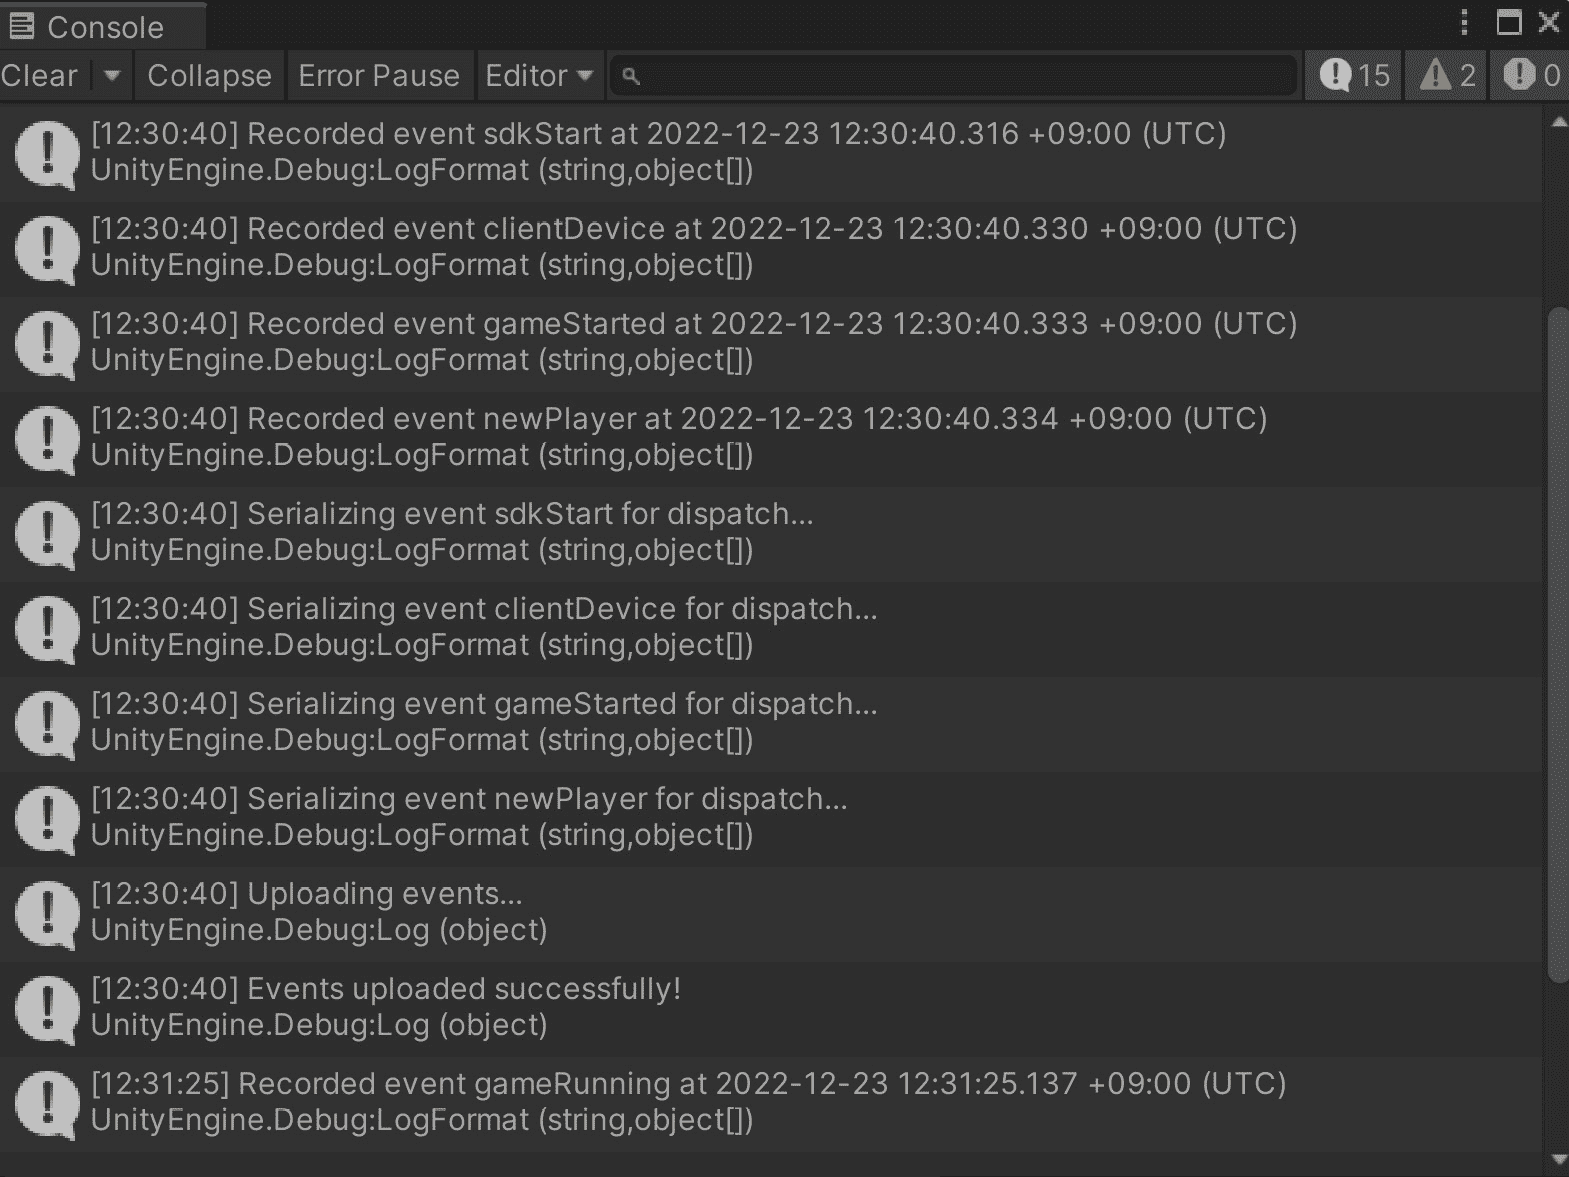 Console
Clear Collapse Error Pause Editor 15 2 0
[12:30:40] Recorded event sdkStart at 2022-12-23 12:30:40.316 +09:00 (UTC)
UnityEngine.Debug:LogFormat (string,object[])
[12:30:40] Recorded event clientDevice at 2022-12-23 12:30:40.330 +09:00 (UTC)
UnityEngine.Debug:LogFormat (string,object[])
[12:30:40] Recorded event gameStarted at 2022-12-23 12:30:40.333 +09:00 (UTC)
UnityEngine.Debug:LogFormat (string,object[])
[12:30:40] Recorded event newPlayer at 2022-12-23 12:30:40.334 +09:00 (UTC)
UnityEngine.Debug:LogFormat (string,object[])
[12:30:40] Serializing event sdkStart for dispatch...
UnityEngine.Debug:LogFormat (string,object[])
[12:30:40] Serializing event clientDevice for dispatch...
UnityEngine.Debug:LogFormat (string,object[])
[12:30:40] Serializing event gameStarted for dispatch...
UnityEngine.Debug:LogFormat (string,object[])
[12:30:40] Serializing event newPlayer for dispatch...
UnityEngine.Debug:LogFormat (string,object[])
[12:30:40] Uploading events...
UnityEngine.Debug:Log (object)
[12:30:40] Events uploaded successfully!
UnityEngine.Debug:Log (object)
[12:31:25] Recorded event gameRunning at 2022-12-23 12:31:25.137 +09:00 (UTC)
UnityEngine.Debug:LogFormat (string,object[])